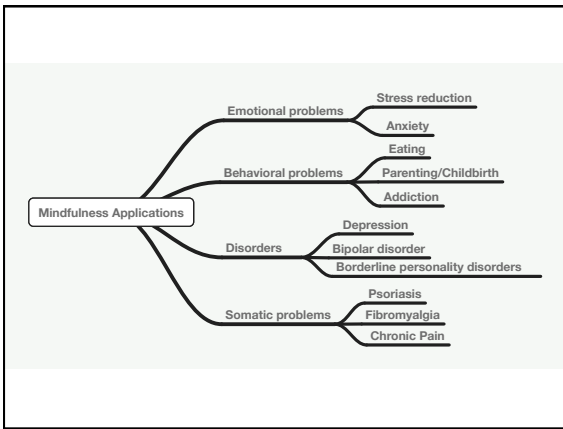 Mindfulness Applications
Emotional problems
Stress reduction
Anxiety
Behavioral problems
Eating
Parenting/Childbirth
Addiction
Disorders
Depression
Bipolar disorder
Borderline personality disorders
Somatic problems
Psoriasis
Fibromyalgia
Chronic Pain